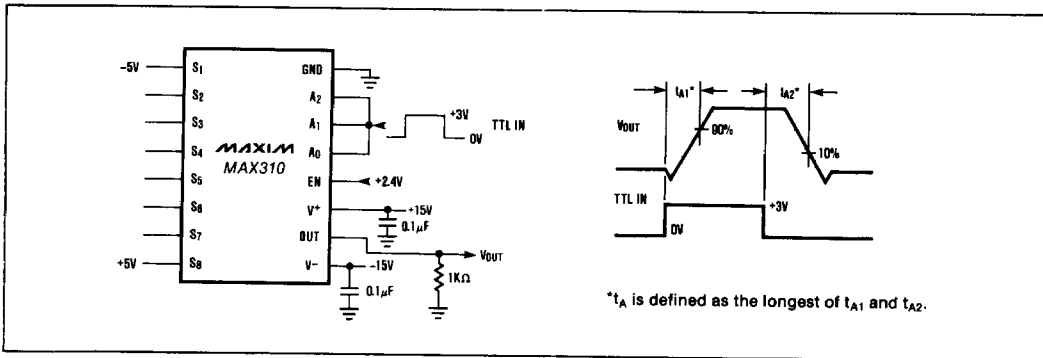 -5V
S1
S2
S3
S4
S5
S6
S7
+5V
S8
MAXIM
MAX310
GND
A2
A1
A0
EN
V+
OUT
V-
+3V
0V
TTL IN
+2.4V
+15V
0.1µF
VOUT
-15V
0.1µF
1KΩ
tA1*
tA2*
VOUT
90%
10%
TTL IN
+3V
0V
*tA is defined as the longest of tA1 and tA2.